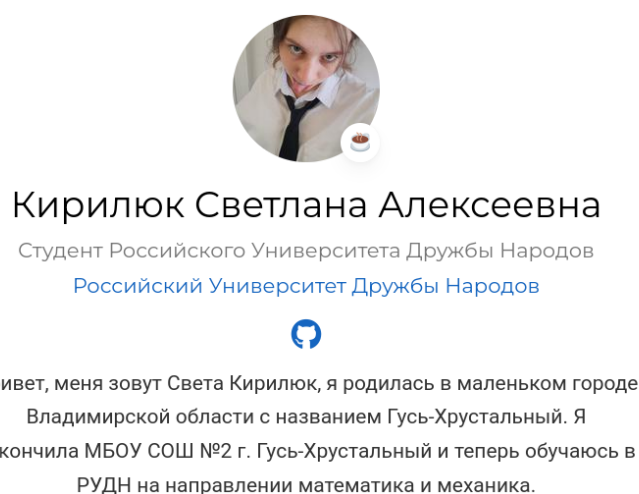 Кирилюк Светлана Алексеевна
Студент Российского Университета Дружбы Народов
Российский Университет Дружбы Народов
ивет, меня зовут Света Кирилюк, я родилась в маленьком городе
Владимирской области с названием Гусь-Хрустальный. Я
кончила МБОУ СОШ №2 г. Гусь-Хрустальный и теперь обучаюсь в
РУДН на направлении математика и механика.